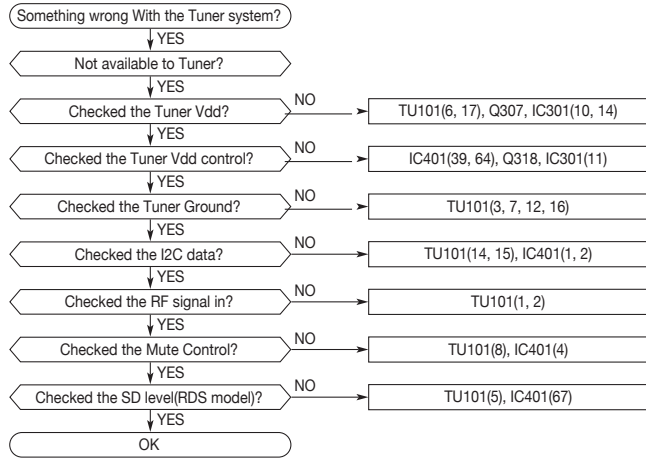 Something wrong With the Tuner system?
YES
Not available to Tuner?
YES
Checked the Tuner Vdd?
NO
TU101(6, 17), Q307, IC301(10, 14)
YES
Checked the Tuner Vdd control?
NO
IC401(39, 64), Q318, IC301(11)
YES
Checked the Tuner Ground?
NO
TU101(3, 7, 12, 16)
YES
Checked the I2C data?
NO
TU101(14, 15), IC401(1, 2)
YES
Checked the RF signal in?
NO
TU101(1, 2)
YES
Checked the Mute Control?
NO
TU101(8), IC401(4)
YES
Checked the SD level(RDS model)?
NO
TU101(5), IC401(67)
YES
OK